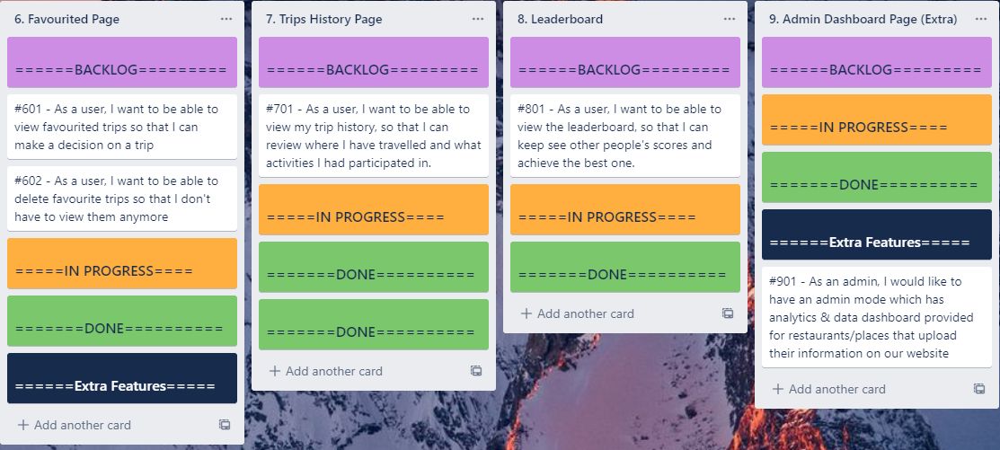 6. Favourited Page
======BACKLOG=========
#601 - As a user, I want to be able to
view favourited trips so that I can
make a decision on a trip
#602 - As a user, I want to be able to
delete favourite trips so that I don't
have to view them anymore
=====IN PROGRESS====
=======DONE==========
======Extra Features=====
Add another card
7. Trips History Page
======BACKLOG=========
#701 - As a user, I want to be able to
view my trip history, so that I can
review where I have travelled and what
activities I had participated in.
=====IN PROGRESS====
=======DONE==========
=======DONE==========
Add another card
8. Leaderboard
======BACKLOG=========
#801 - As a user, I want to be able to
view the leaderboard, so that I can
keep see other people's scores and
achieve the best one.
=====IN PROGRESS====
=======DONE==========
Add another card
9. Admin Dashboard Page (Extra)
======BACKLOG=========
=====IN PROGRESS====
=======DONE==========
======Extra Features=====
#901 - As an admin, I would like to
have an admin mode which has
analytics & data dashboard provided
for restaurants/places that upload
their information on our website
Add another card